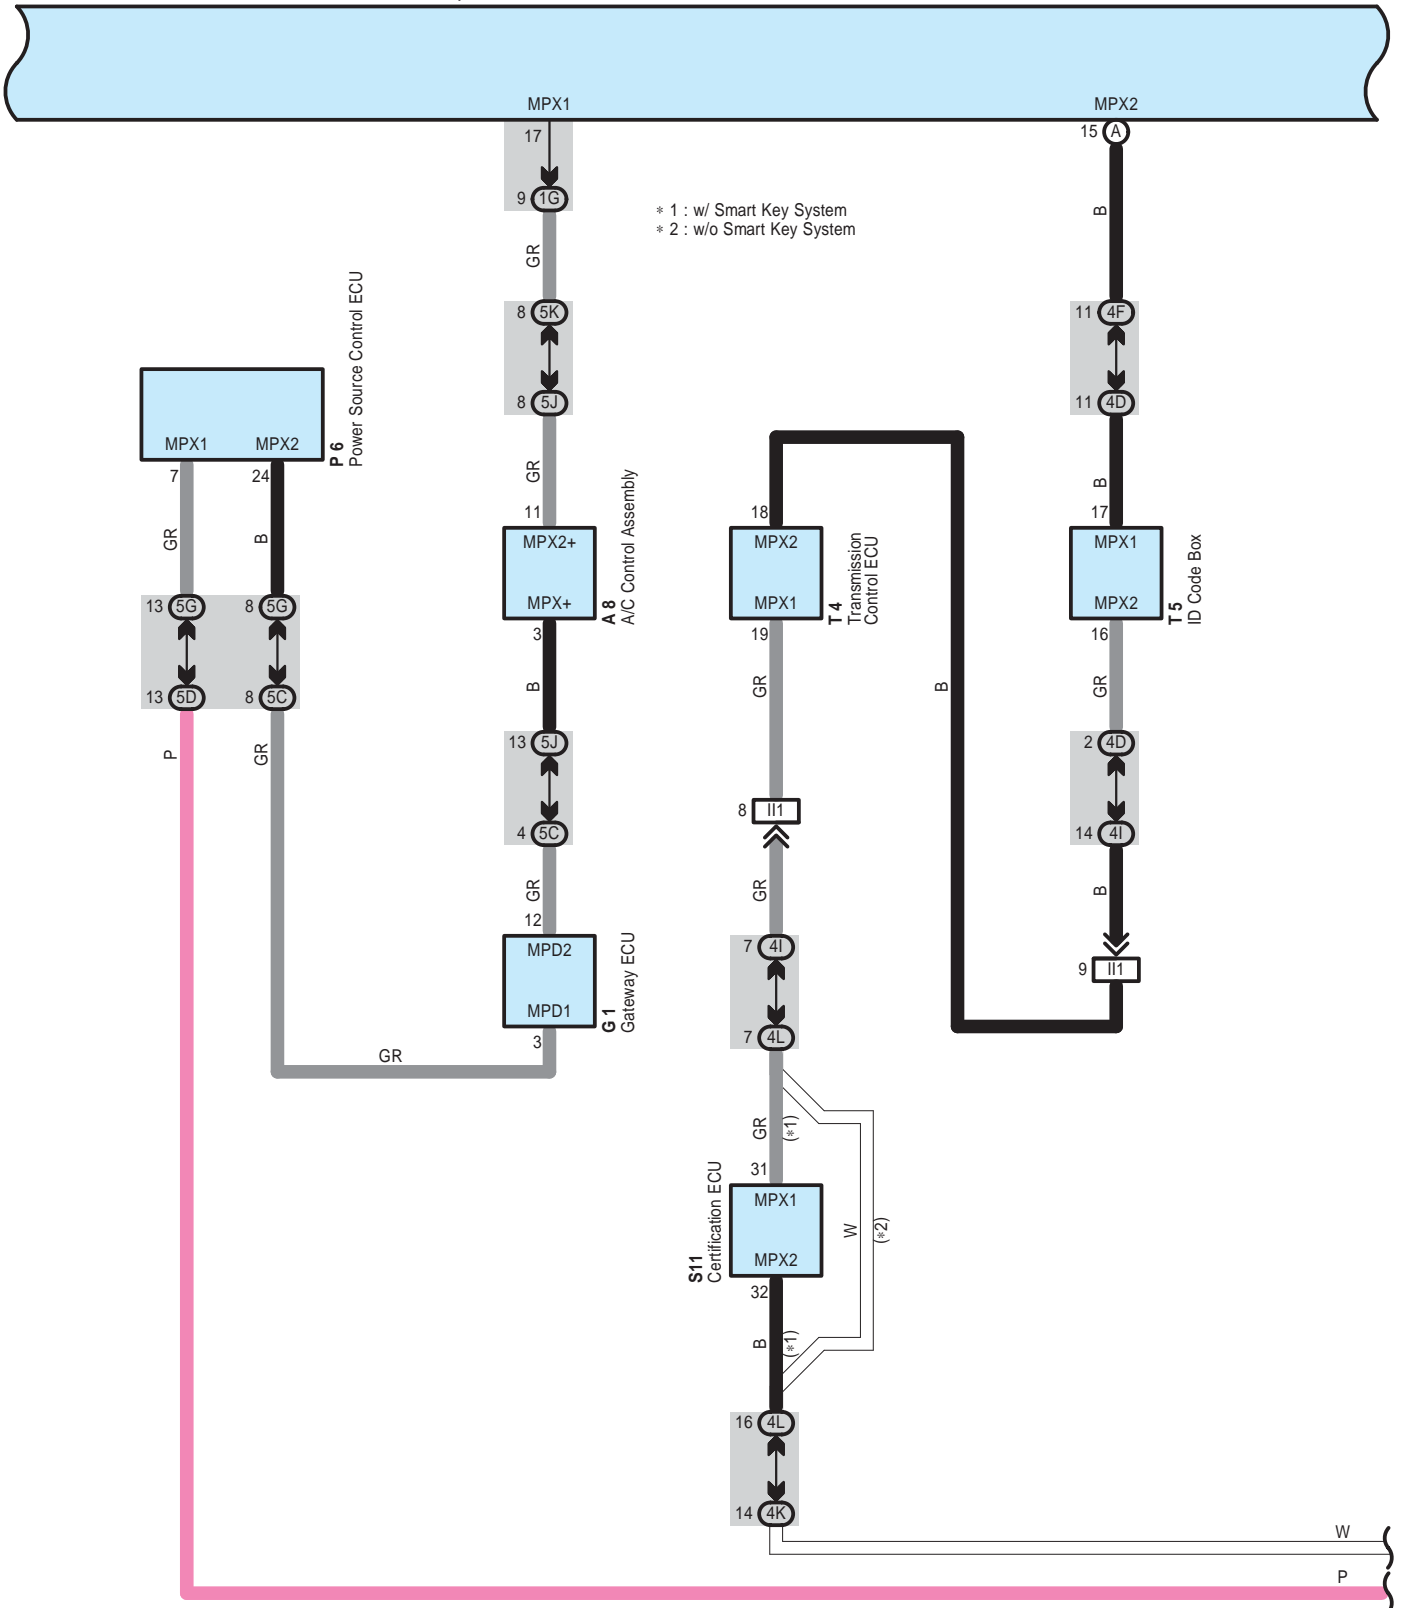 MPX1
MPX2
17
15 A
9 1G
∗ 1 : w/ Smart Key System
∗ 2 : w/o Smart Key System
B
GR
8 5K
11 4F
8 5J
11 4D
P 6
Power Source Control ECU
MPX1
MPX2
7
24
GR
B
GR
B
11
18
17
MPX2+
MPX+
A 8
A/C Control Assembly
MPX2
MPX1
T 4
Transmission
Control ECU
MPX1
MPX2
T 5
ID Code Box
13 5G
8 5G
3
19
16
B
GR
B
GR
13 5D
8 5C
P
GR
13 5J
2 4D
8 II1
4 5C
14 4I
GR
GR
B
12
MPD2
MPD1
G 1
Gateway ECU
7 4I
9 II1
3
7 4L
GR
GR
(∗1)
31
MPX1
MPX2
S11
Certification ECU
W
(∗2)
32
B
(∗1)
16 4L
14 4K
W
P